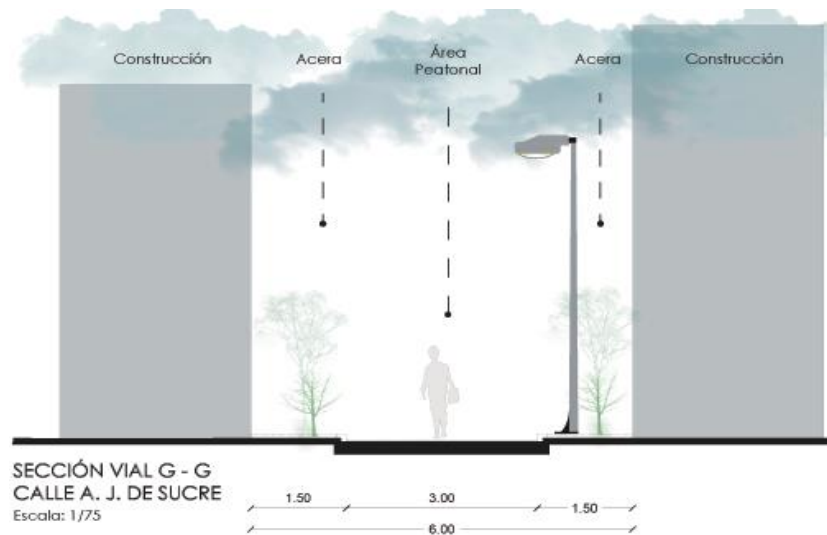 Construcción
Acera
Área
Peatonal
Acera
Construcción
SECCIÓN VIAL G - G
CALLE A. J. DE SUCRE
Escala: 1/75
1.50
3.00
1.50
6.00